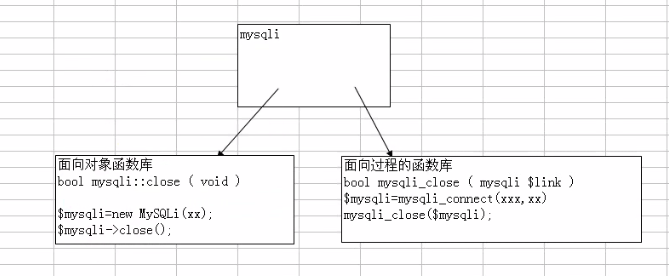 mysqli
面向对象函数库
bool mysqli::close ( void )
$mysqli=new MySQLi(xx);
$mysqli->close();
面向过程的函数库
bool mysqli_close ( mysqli $link )
$mysqli=mysqli_connect(xxx,xx)
mysqli_close($mysqli);